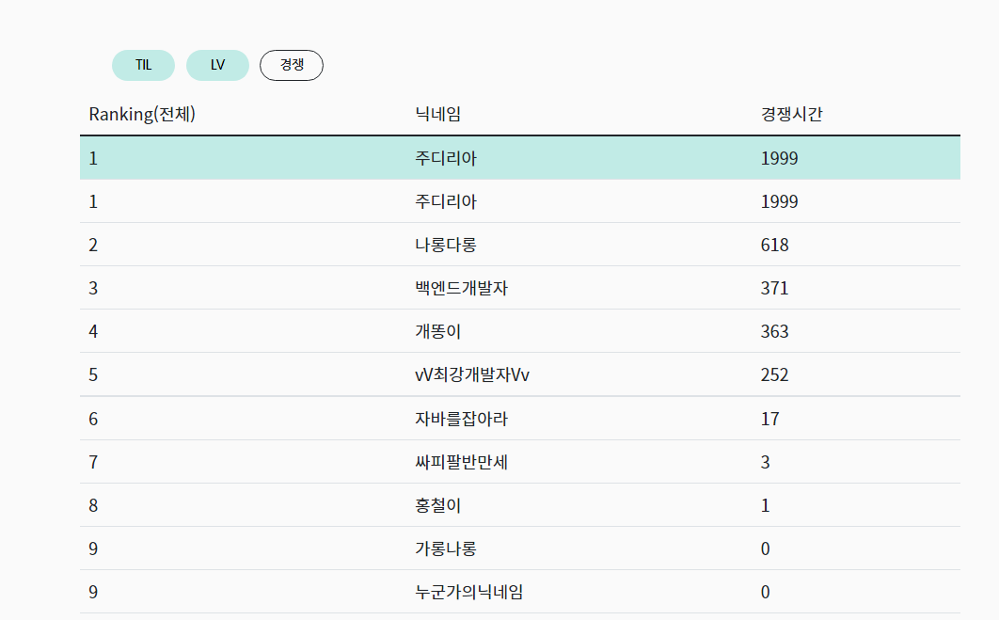 TIL LV 경쟁
Ranking(전체) 닉네임 경쟁시간
1 주디리아 1999
1 주디리아 1999
2 나롱다롱 618
3 백엔드개발자 371
4 개똥이 363
5 vV최강개발자Vv 252
6 자바를잡아라 17
7 싸피팔반만세 3
8 홍철이 1
9 가롱나롱 0
9 누군가의닉네임 0